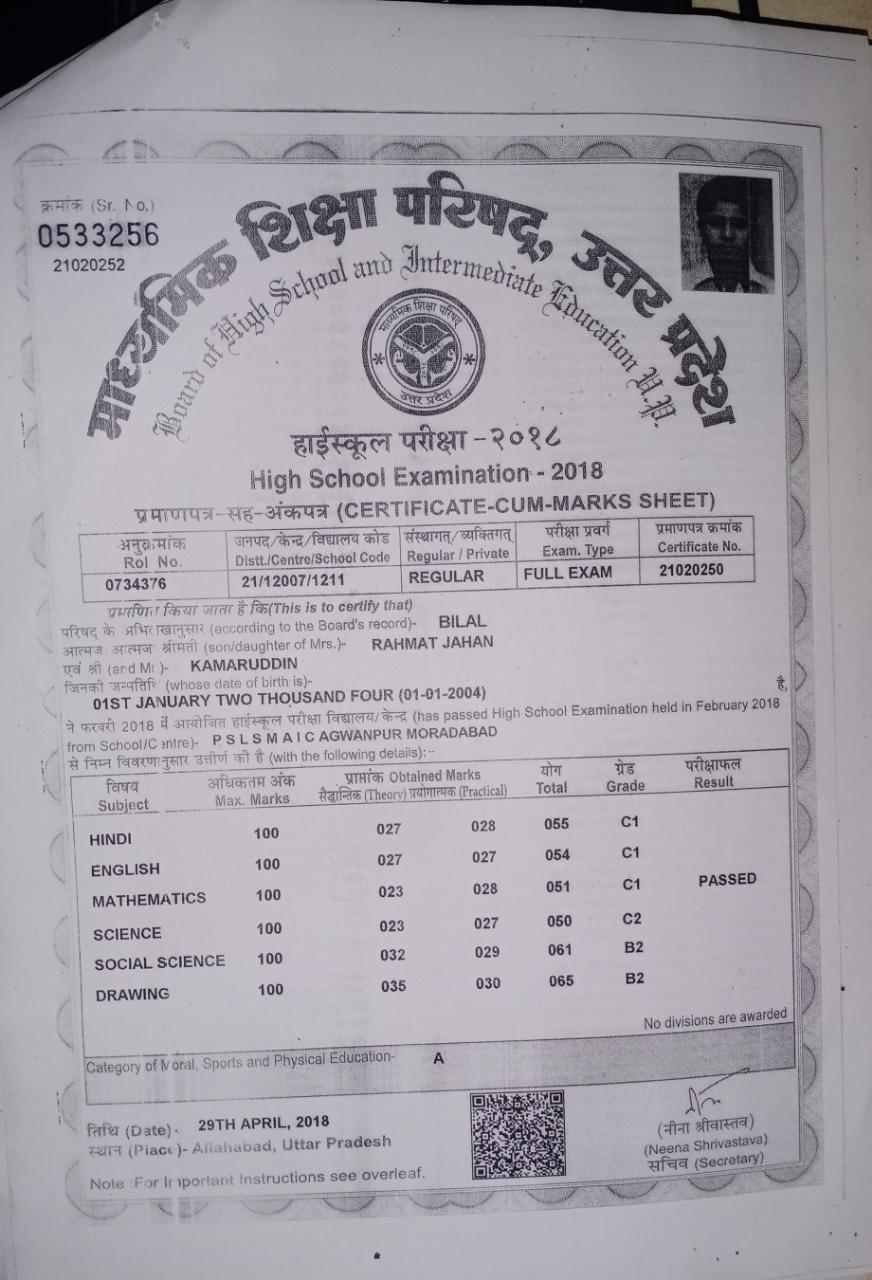 क्रमांक (Sr. No.)
0533256
21020252
माध्यमिक शिक्षा परिषद्, उत्तर प्रदेश
Board of High School and Intermediate Education U.P.
माध्यमिक शिक्षा परिषद्
उत्तर प्रदेश
हाईस्कूल परीक्षा -२०१८
High School Examination - 2018
प्रमाणपत्र-सह-अंकपत्र (CERTIFICATE-CUM-MARKS SHEET)
अनुक्रमांक जनपद/केन्द्र/विद्यालय कोड संस्थागत्/व्यक्तिगत् परीक्षा प्रवर्ग प्रमाणपत्र क्रमांक
Rol No. Distt./Centre/School Code Regular / Private Exam. Type Certificate No.
0734376 21/12007/1211 REGULAR FULL EXAM 21020250
प्रमाणित किया जाता है कि(This is to certify that)
परिषद के अभिलेखानुसार (according to the Board's record)- BILAL
आत्मज/आत्मज श्रीमती (son/daughter of Mrs.)- RAHMAT JAHAN
एवं श्री (and Mr )- KAMARUDDIN
जिनकी जन्मतिथि (whose date of birth is)-
01ST JANUARY TWO THOUSAND FOUR (01-01-2004) है,
ने फरवरी 2018 में आयोजित हाईस्कूल परीक्षा विद्यालय/केन्द्र (has passed High School Examination held in February 2018
from School/Centre)- P S L S M A I C AGWANPUR MORADABAD
से निम्न विवरणानुसार उत्तीर्ण की है (with the following details):-
विषय अधिकतम अंक प्राप्तांक Obtained Marks योग ग्रेड परीक्षाफल
Subject Max. Marks सैद्धान्तिक (Theory) प्रयोगात्मक (Practical) Total Grade Result
HINDI 100 027 028 055 C1
ENGLISH 100 027 027 054 C1
MATHEMATICS 100 023 028 051 C1 PASSED
SCIENCE 100 023 027 050 C2
SOCIAL SCIENCE 100 032 029 061 B2
DRAWING 100 035 030 065 B2
No divisions are awarded
Category of Moral, Sports and Physical Education- A
तिथि (Date)- 29TH APRIL, 2018
स्थान (Place)- Allahabad, Uttar Pradesh
Note :For Important Instructions see overleaf.
(नीना श्रीवास्तव)
(Neena Shrivastava)
सचिव (Secretary)